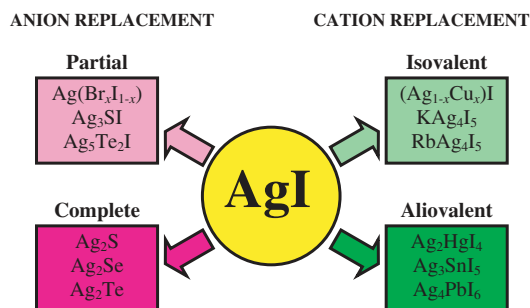 ANION REPLACEMENT
CATION REPLACEMENT
Partial
Ag(BrₓI₁₋ₓ)
Ag₃SI
Ag₅Te₂I
Isovalent
(Ag₁₋ₓCuₓ)I
KAg₄I₅
RbAg₄I₅
AgI
Complete
Ag₂S
Ag₂Se
Ag₂Te
Aliovalent
Ag₂HgI₄
Ag₃SnI₅
Ag₄PbI₆